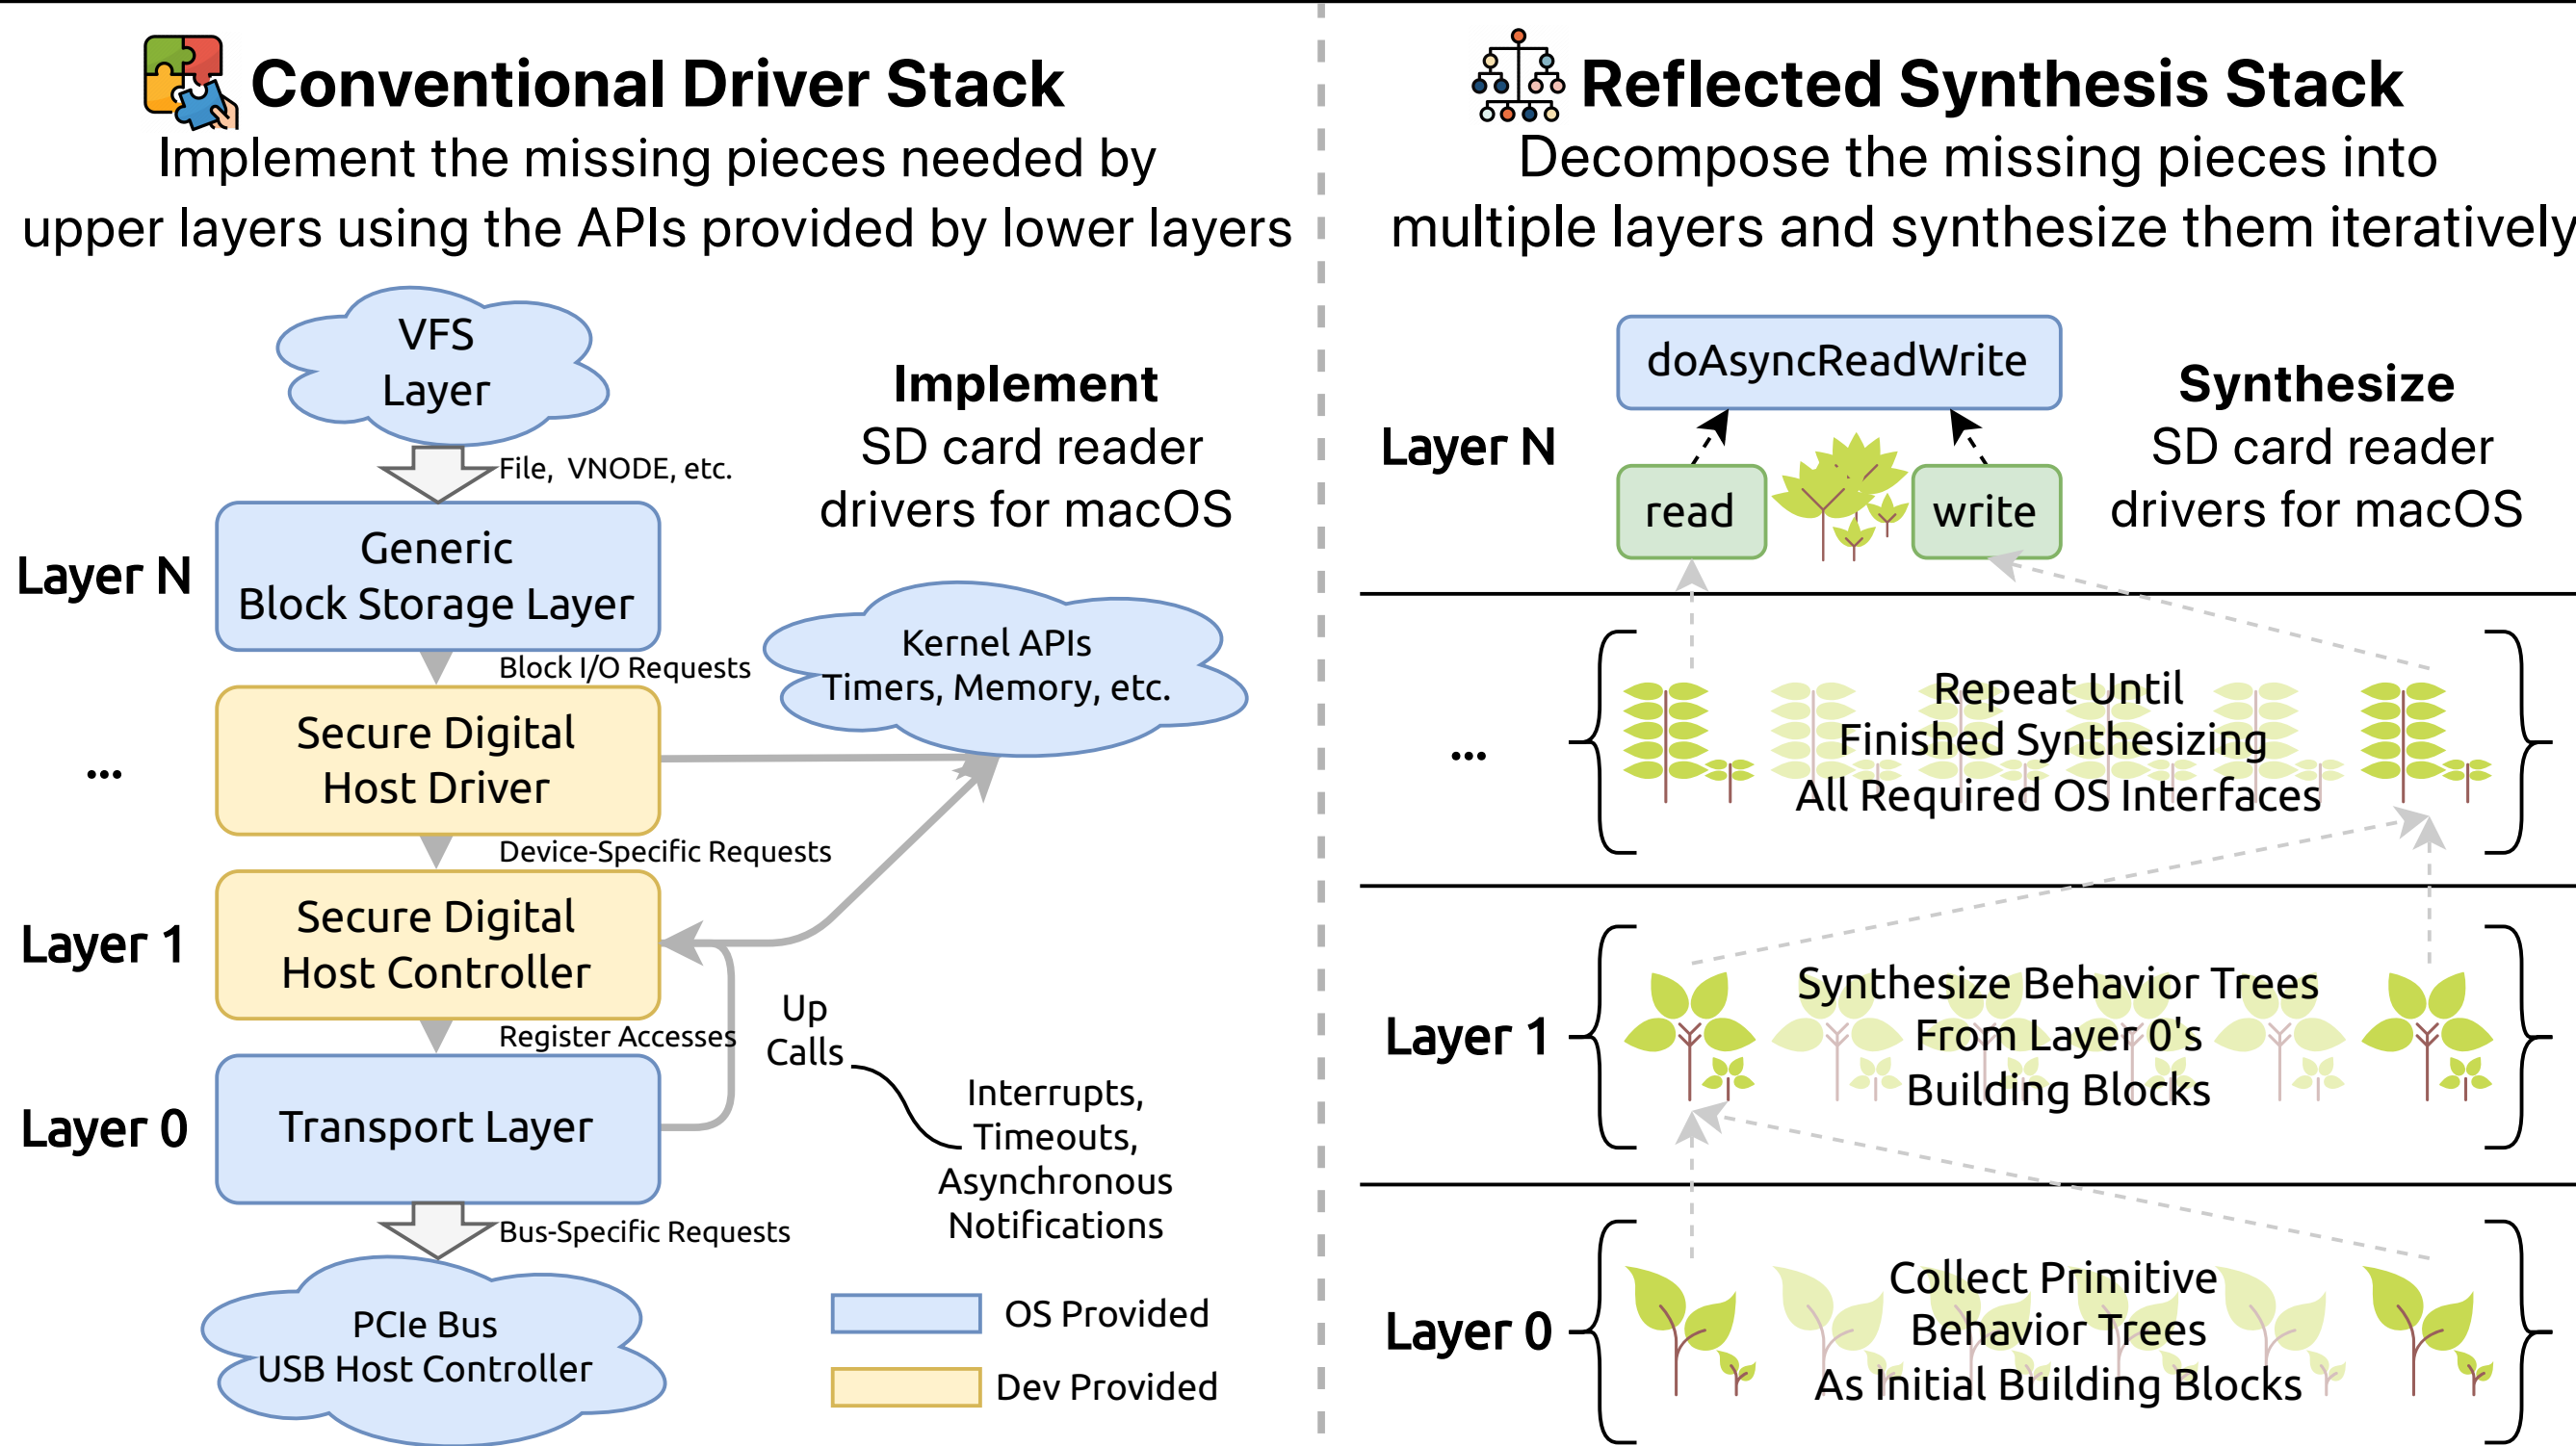 Conventional Driver Stack
Implement the missing pieces needed by
upper layers using the APIs provided by lower layers
VFS
Layer
File, VNODE, etc.
Implement
SD card reader
drivers for macOS
Layer N
Generic
Block Storage Layer
Block I/O Requests
Kernel APIs
Timers, Memory, etc.
...
Secure Digital
Host Driver
Device-Specific Requests
Layer 1
Secure Digital
Host Controller
Register Accesses
Up
Calls
Interrupts,
Timeouts,
Asynchronous
Notifications
Layer 0
Transport Layer
Bus-Specific Requests
PCIe Bus
USB Host Controller
OS Provided
Dev Provided
Reflected Synthesis Stack
Decompose the missing pieces into
multiple layers and synthesize them iteratively
Layer N
doAsyncReadWrite
read
write
Synthesize
SD card reader
drivers for macOS
...
Repeat Until
Finished Synthesizing
All Required OS Interfaces
Layer 1
Synthesize Behavior Trees
From Layer 0's
Building Blocks
Layer 0
Collect Primitive
Behavior Trees
As Initial Building Blocks